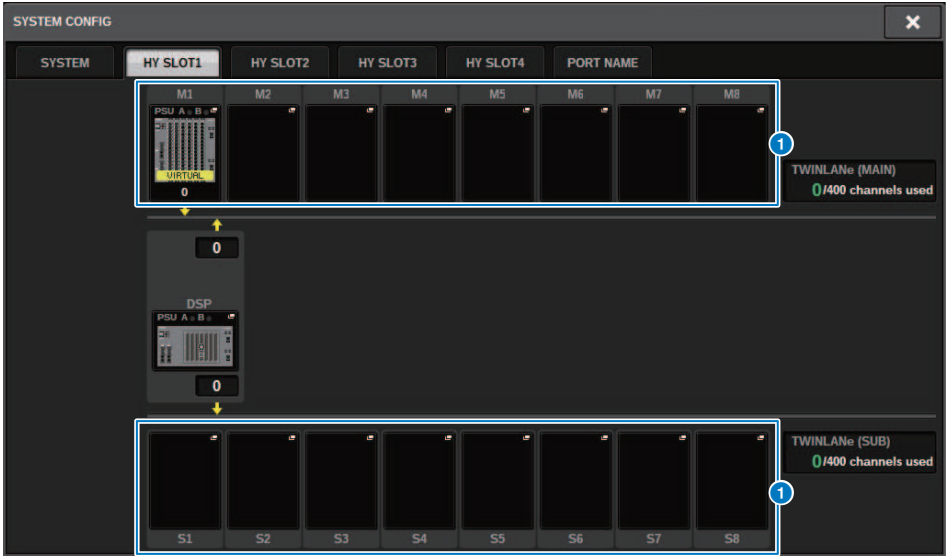 SYSTEM CONFIG
SYSTEM HY SLOT1 HY SLOT2 HY SLOT3 HY SLOT4 PORT NAME
M1 M2 M3 M4 M5 M6 M7 M8
PSU A B
VIRTUAL
0
1
TWINLANe (MAIN)
0/400 channels used
0
DSP
PSU A B
0
TWINLANe (SUB)
0/400 channels used
1
S1 S2 S3 S4 S5 S6 S7 S8